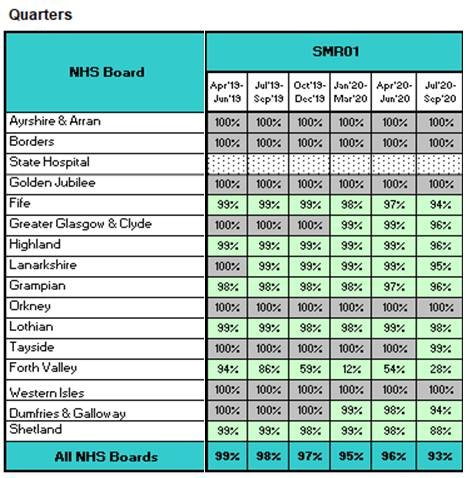 Quarters
NHS Board
SMR01
Apr'19- Jul'19- Oct'19- Jan'20- Apr'20- Jul'20-
Jun'19 Sep'19 Dec'19 Mar'20 Jun'20 Sep'20
Ayrshire & Arran 100% 100% 100% 100% 100% 100%
Borders 100% 100% 100% 100% 100% 100%
State Hospital
Golden Jubilee 100% 100% 100% 100% 100% 100%
Fife 99% 99% 99% 98% 97% 94%
Greater Glasgow & Clyde 100% 100% 100% 99% 99% 96%
Highland 99% 99% 99% 99% 99% 96%
Lanarkshire 100% 99% 99% 99% 99% 95%
Grampian 98% 98% 98% 98% 97% 96%
Orkney 100% 100% 100% 100% 100% 100%
Lothian 99% 99% 98% 98% 99% 98%
Tayside 100% 100% 100% 100% 100% 99%
Forth Valley 94% 86% 59% 12% 54% 28%
Western Isles 100% 100% 100% 100% 100% 100%
Dumfries & Galloway 100% 100% 100% 99% 98% 94%
Shetland 99% 99% 98% 99% 98% 88%
All NHS Boards 99% 98% 97% 95% 96% 93%